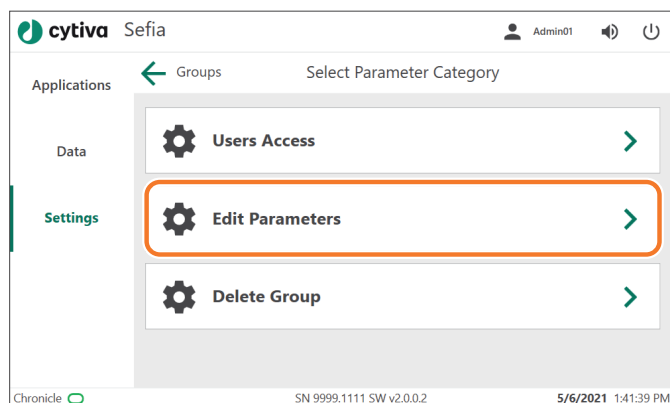 cytiva Sefia Admin01
Applications
Groups Select Parameter Category
Users Access
Data
Settings
Edit Parameters
Delete Group
Chronicle SN 9999.1111 SW v2.0.0.2 5/6/2021 1:41:39 PM